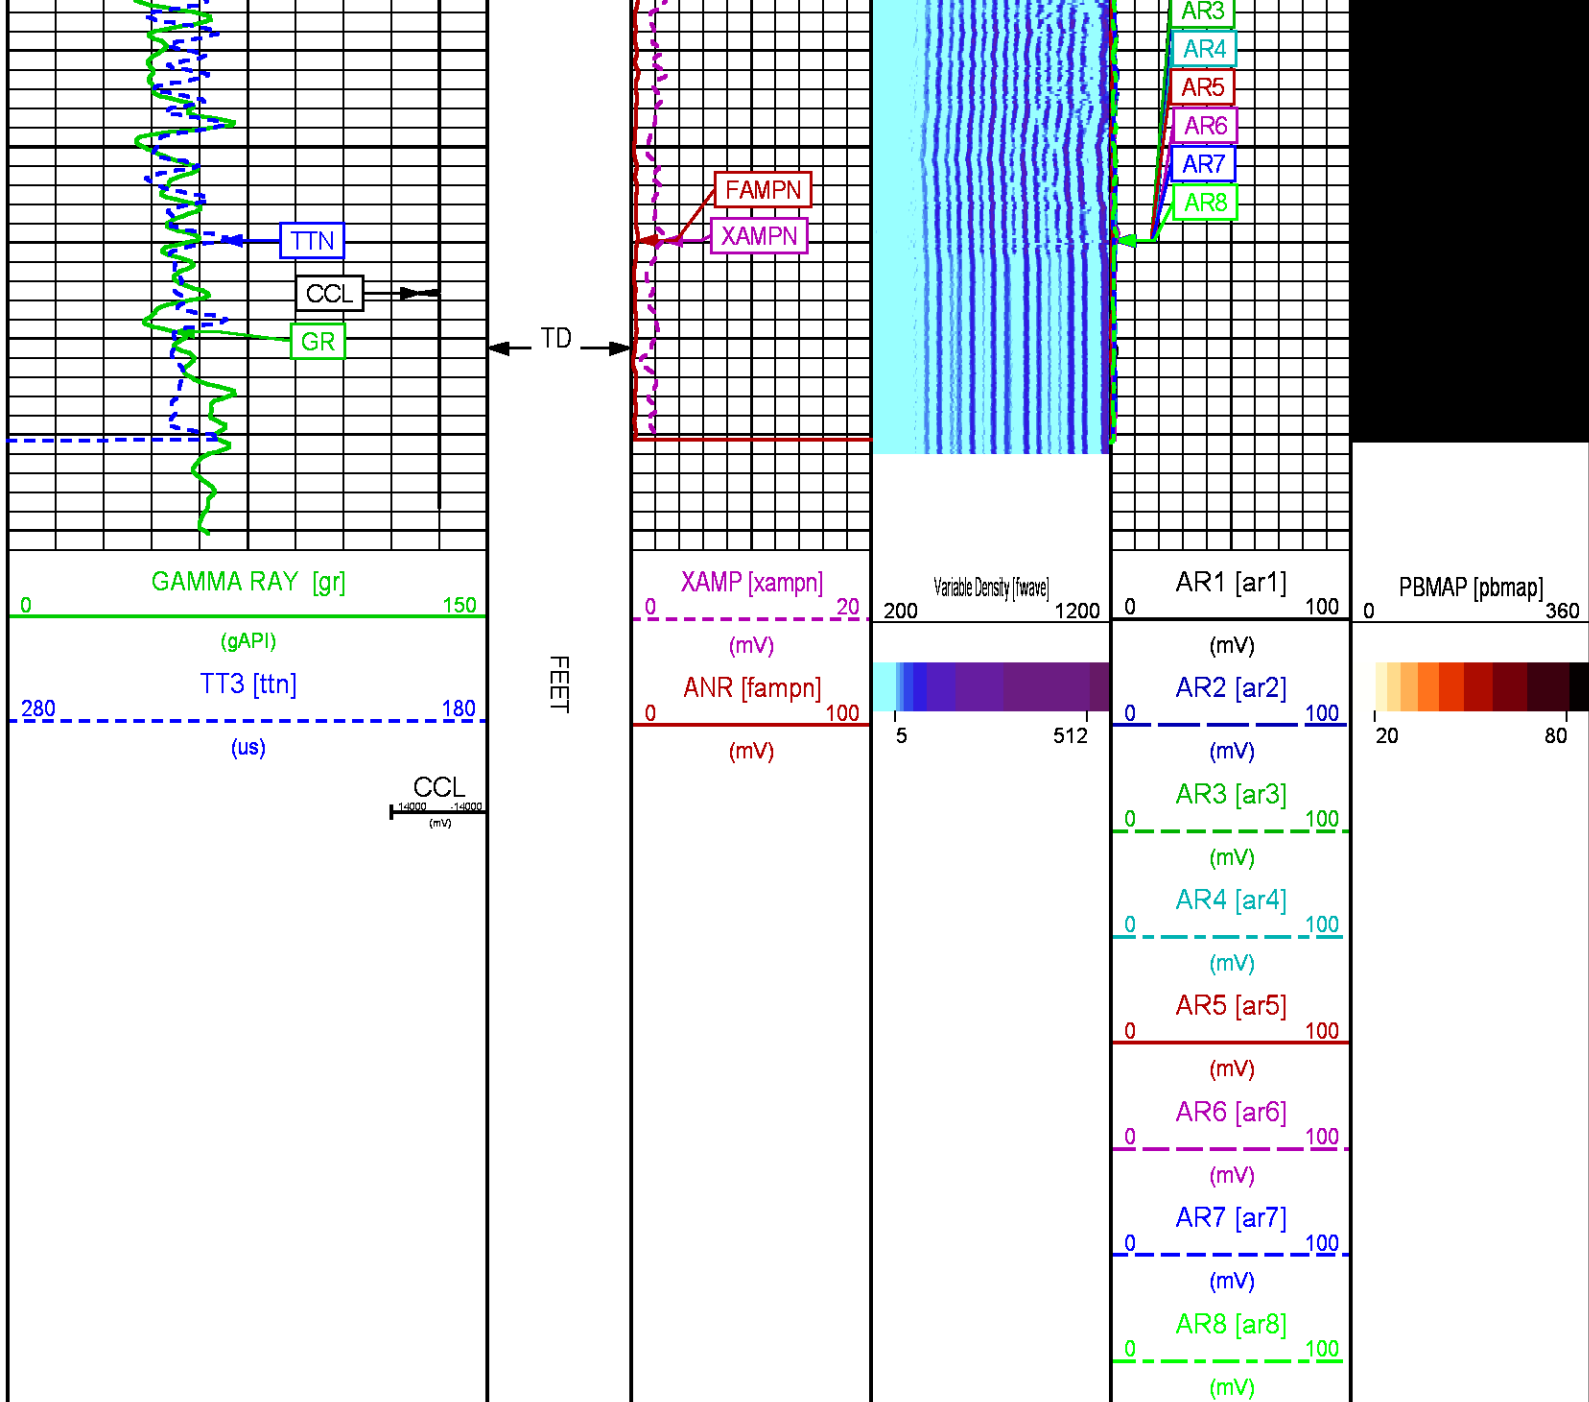 AR3
AR4
AR5
AR6
AR7
AR8
FAMPN
XAMPN
TTN
CCL
GR
TD
GAMMA RAY [gr]
0 150
(gAPI)
TT3 [ttn]
280 180
(us)
CCL
14000 -14000
(mV)
FEET
XAMP [xampn]
0 20
(mV)
ANR [fampn]
0 100
(mV)
Variable Density [fwave]
200 1200
5 512
AR1 [ar1]
0 100
(mV)
AR2 [ar2]
0 100
(mV)
AR3 [ar3]
0 100
(mV)
AR4 [ar4]
0 100
(mV)
AR5 [ar5]
0 100
(mV)
AR6 [ar6]
0 100
(mV)
AR7 [ar7]
0 100
(mV)
AR8 [ar8]
0 100
(mV)
PBMAP [pbmap]
0 360
20 80